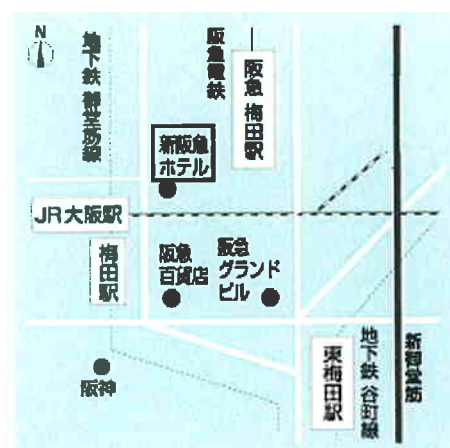 N
地下鉄 御堂筋線
阪急電鉄
阪急 梅田駅
新阪急
ホテル
JR大阪駅
梅田駅
阪急
百貨店
阪急
グランド
ビル
阪神
東梅田駅
地下鉄 谷町線
新御堂筋